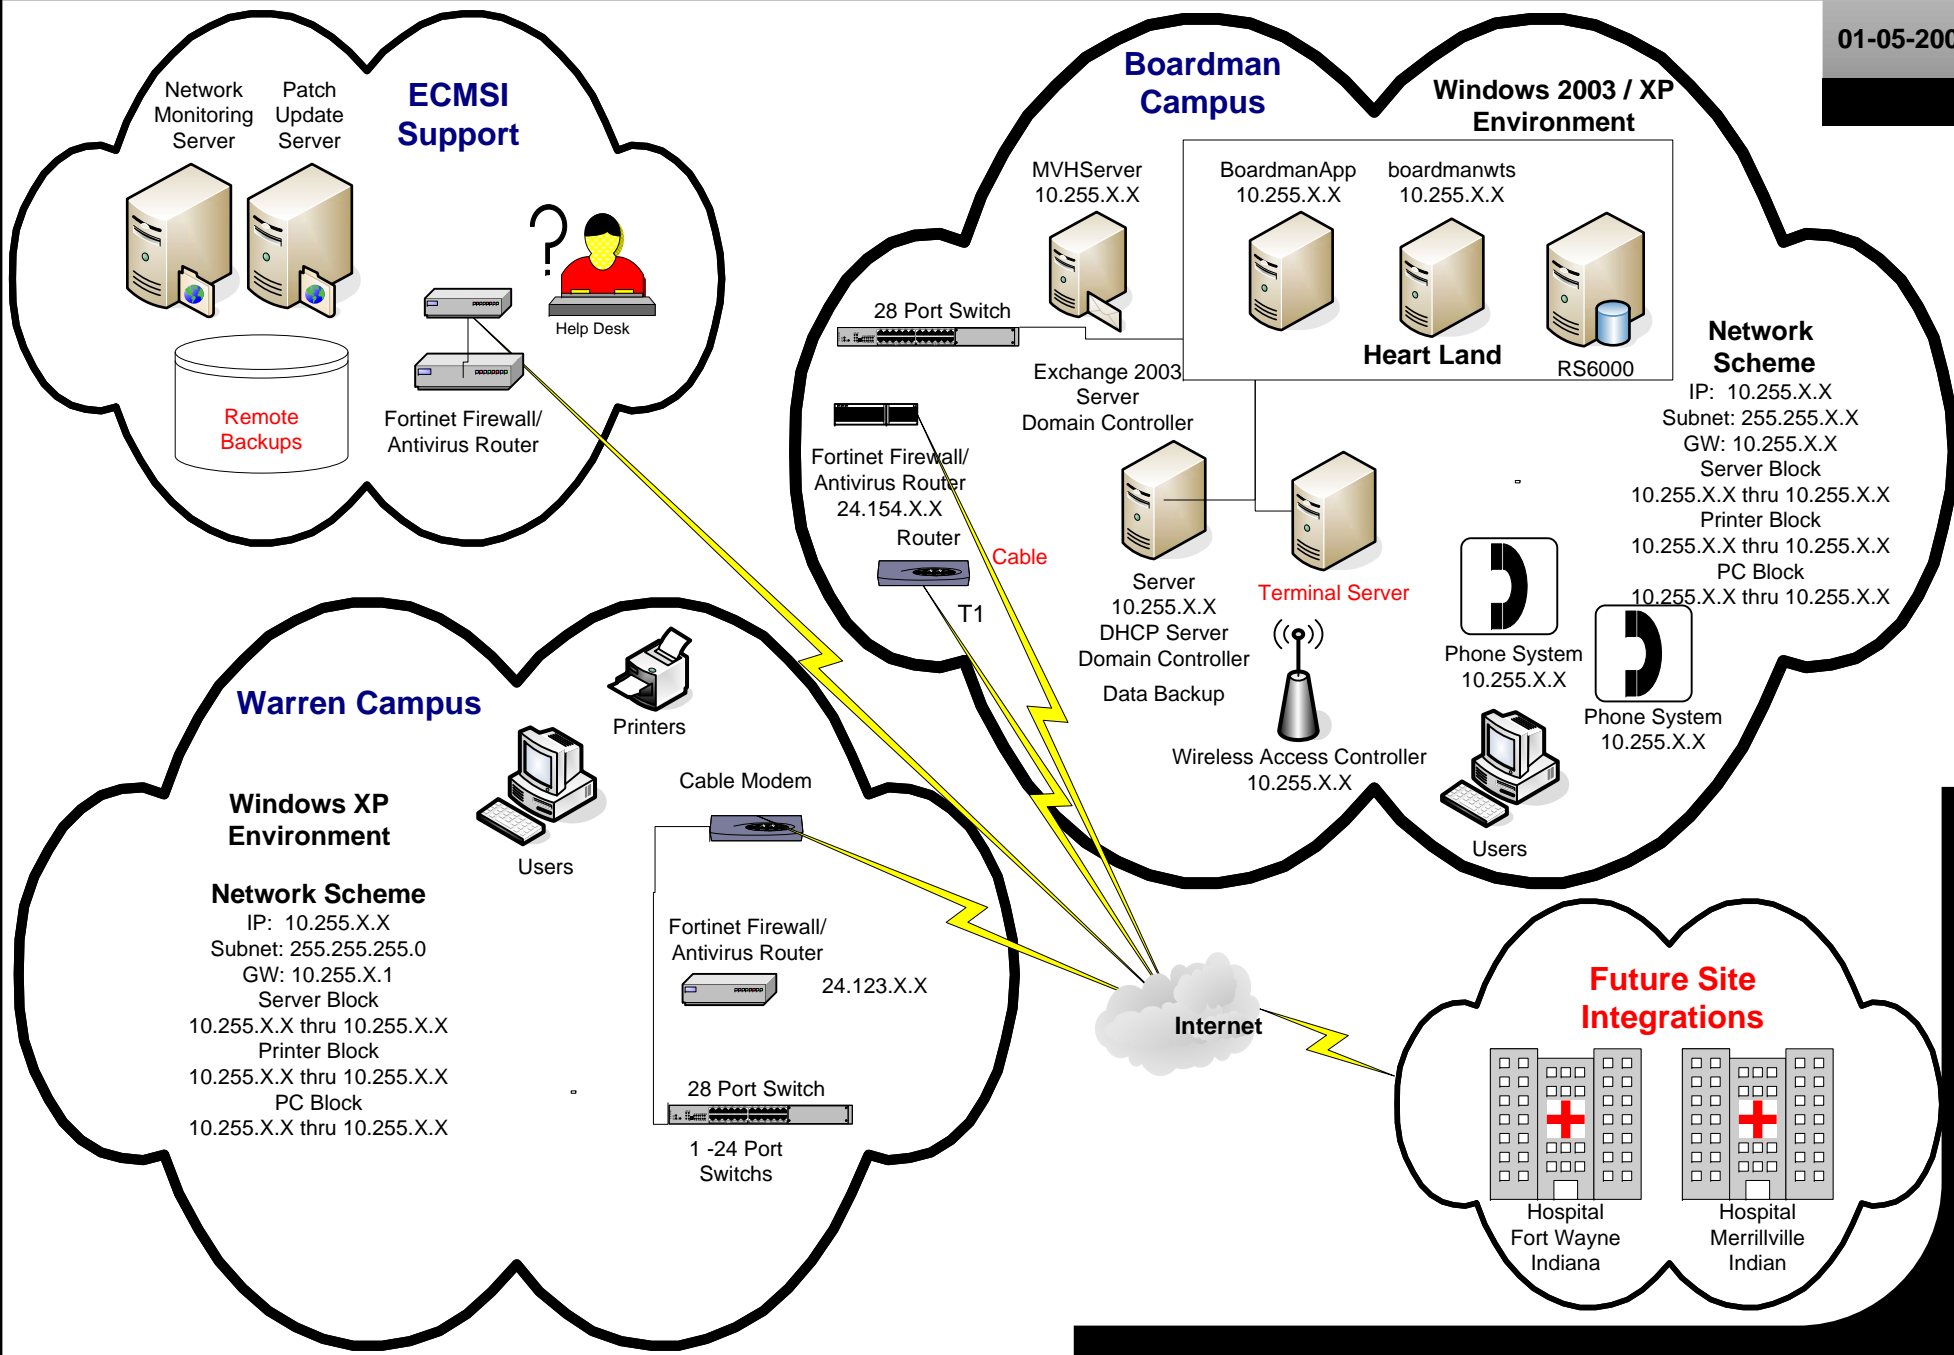 01-05-200
Network
Monitoring
Server
Patch
Update
Server
ECMSI
Support
Help Desk
Remote
Backups
Fortinet Firewall/
Antivirus Router
Boardman
Campus
Windows 2003 / XP
Environment
MVHServer
10.255.X.X
BoardmanApp
10.255.X.X
boardmanwts
10.255.X.X
28 Port Switch
Heart Land
RS6000
Exchange 2003
Server
Domain Controller
Fortinet Firewall/
Antivirus Router
24.154.X.X
Router
Cable
T1
Server
10.255.X.X
DHCP Server
Domain Controller
Data Backup
Terminal Server
Wireless Access Controller
10.255.X.X
Network
Scheme
IP: 10.255.X.X
Subnet: 255.255.X.X
GW: 10.255.X.X
Server Block
10.255.X.X thru 10.255.X.X
Printer Block
10.255.X.X thru 10.255.X.X
PC Block
10.255.X.X thru 10.255.X.X
Phone System
10.255.X.X
Phone System
10.255.X.X
Users
Warren Campus
Printers
Users
Windows XP
Environment
Network Scheme
IP: 10.255.X.X
Subnet: 255.255.255.0
GW: 10.255.X.1
Server Block
10.255.X.X thru 10.255.X.X
Printer Block
10.255.X.X thru 10.255.X.X
PC Block
10.255.X.X thru 10.255.X.X
Cable Modem
Fortinet Firewall/
Antivirus Router
24.123.X.X
28 Port Switch
1 -24 Port
Switchs
Internet
Future Site
Integrations
Hospital
Fort Wayne
Indiana
Hospital
Merrillville
Indian